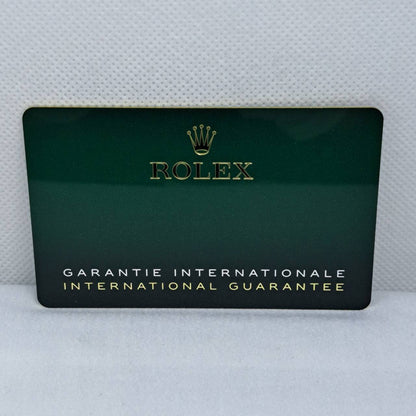 ROLEX
GARANTIE INTERNATIONALE
INTERNATIONAL GUARANTEE